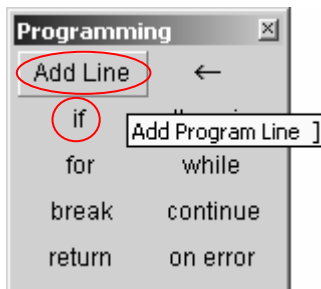 Programming
Add Line ←
if
Add Program Line ]
for while
break continue
return on error